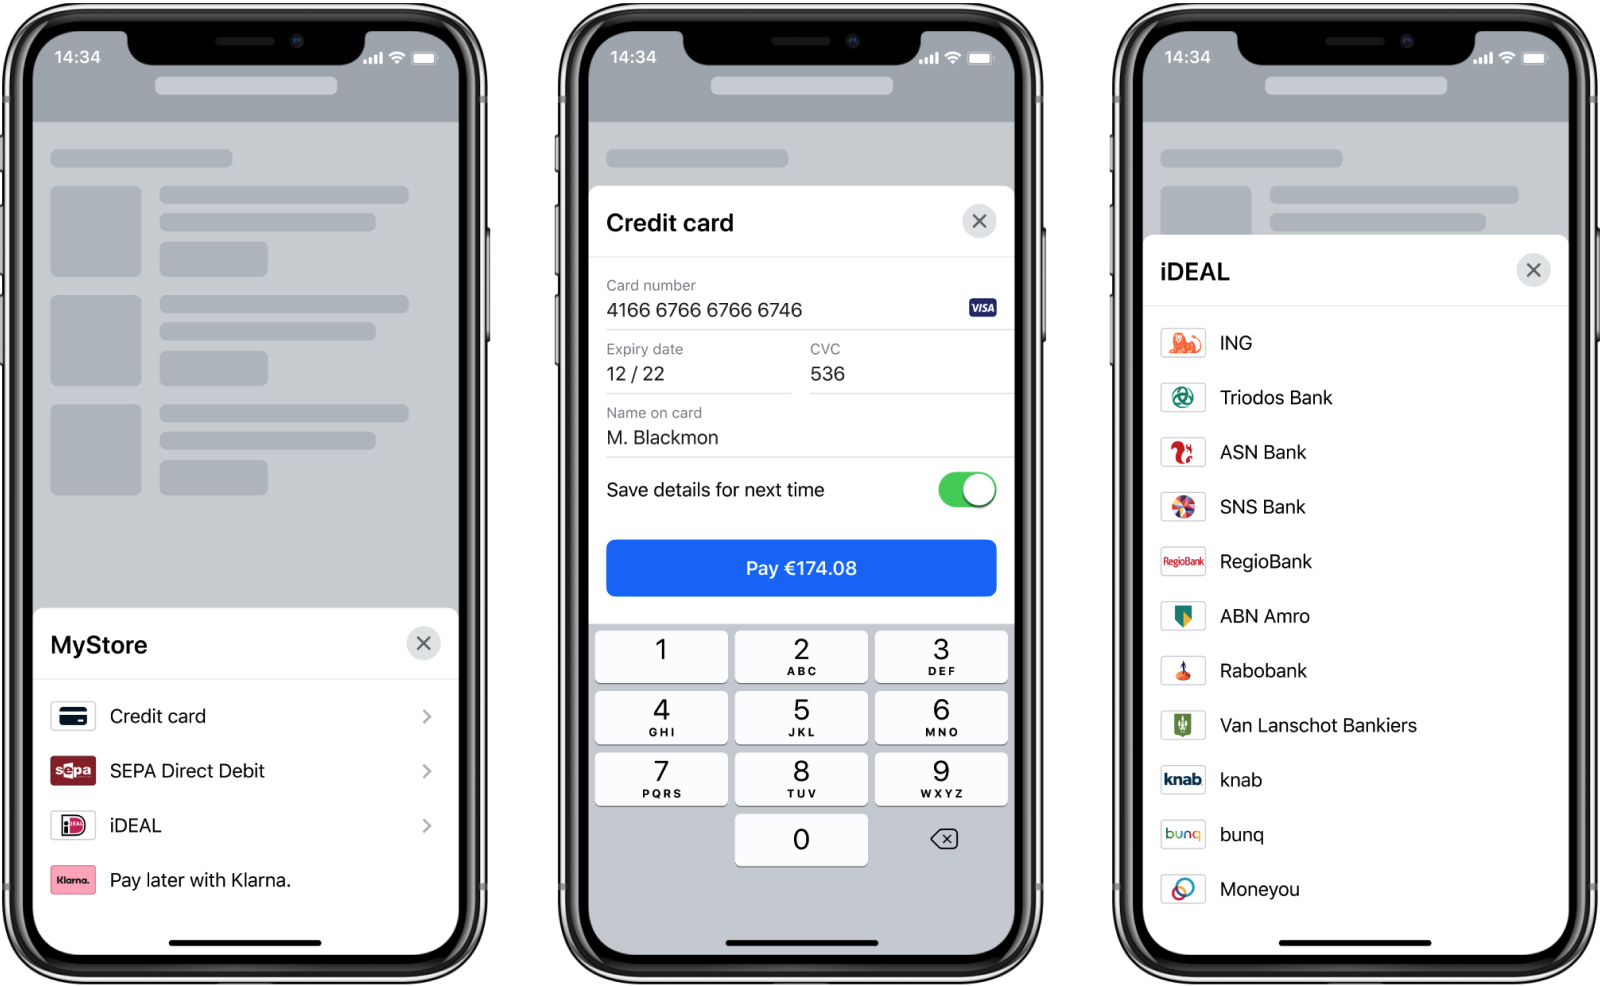 14:34
MyStore
Credit card
sepa SEPA Direct Debit
iDEAL iDEAL
Klarna. Pay later with Klarna.
14:34
Credit card
Card number
4166 6766 6766 6746 VISA
Expiry date CVC
12 / 22 536
Name on card
M. Blackmon
Save details for next time
Pay €174.08
1 2 3
ABC DEF
4 5 6
GHI JKL MNO
7 8 9
PQRS TUV WXYZ
0
14:34
iDEAL
ING
Triodos Bank
ASN Bank
SNS Bank
RegioBank RegioBank
ABN Amro
Rabobank
Van Lanschot Bankiers
knab knab
bunq bunq
Moneyou